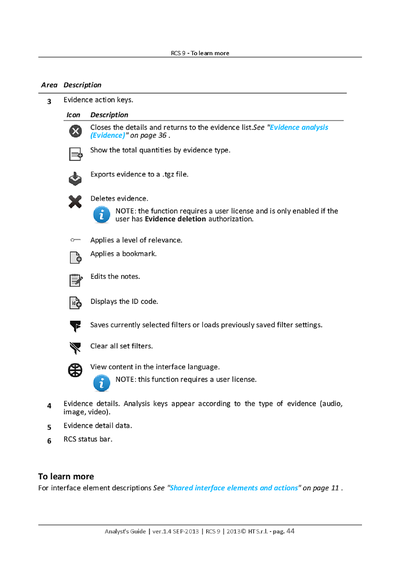 RCS 9 - To learn more
Area Description
3 Evidence action keys.
Icon Description
Closes the details and returns to the evidence list.See "Evidence analysis
(Evidence)" on page 36 .
Show the total quantities by evidence type.
Exports evidence to a .tgz file.
Deletes evidence.
NOTE: the function requires a user license and is only enabled if the
user has Evidence deletion authorization.
Applies a level of relevance.
Applies a bookmark.
Edits the notes.
Displays the ID code.
Saves currently selected filters or loads previously saved filter settings.
Clear all set filters.
View content in the interface language.
NOTE: this function requires a user license.
4 Evidence details. Analysis keys appear according to the type of evidence (audio,
image, video).
5 Evidence detail data.
6 RCS status bar.
To learn more
For interface element descriptions See "Shared interface elements and actions" on page 11 .
Analyst's Guide | ver.1.4 SEP-2013 | RCS 9 | 2013© HT S.r.l. - pag. 44